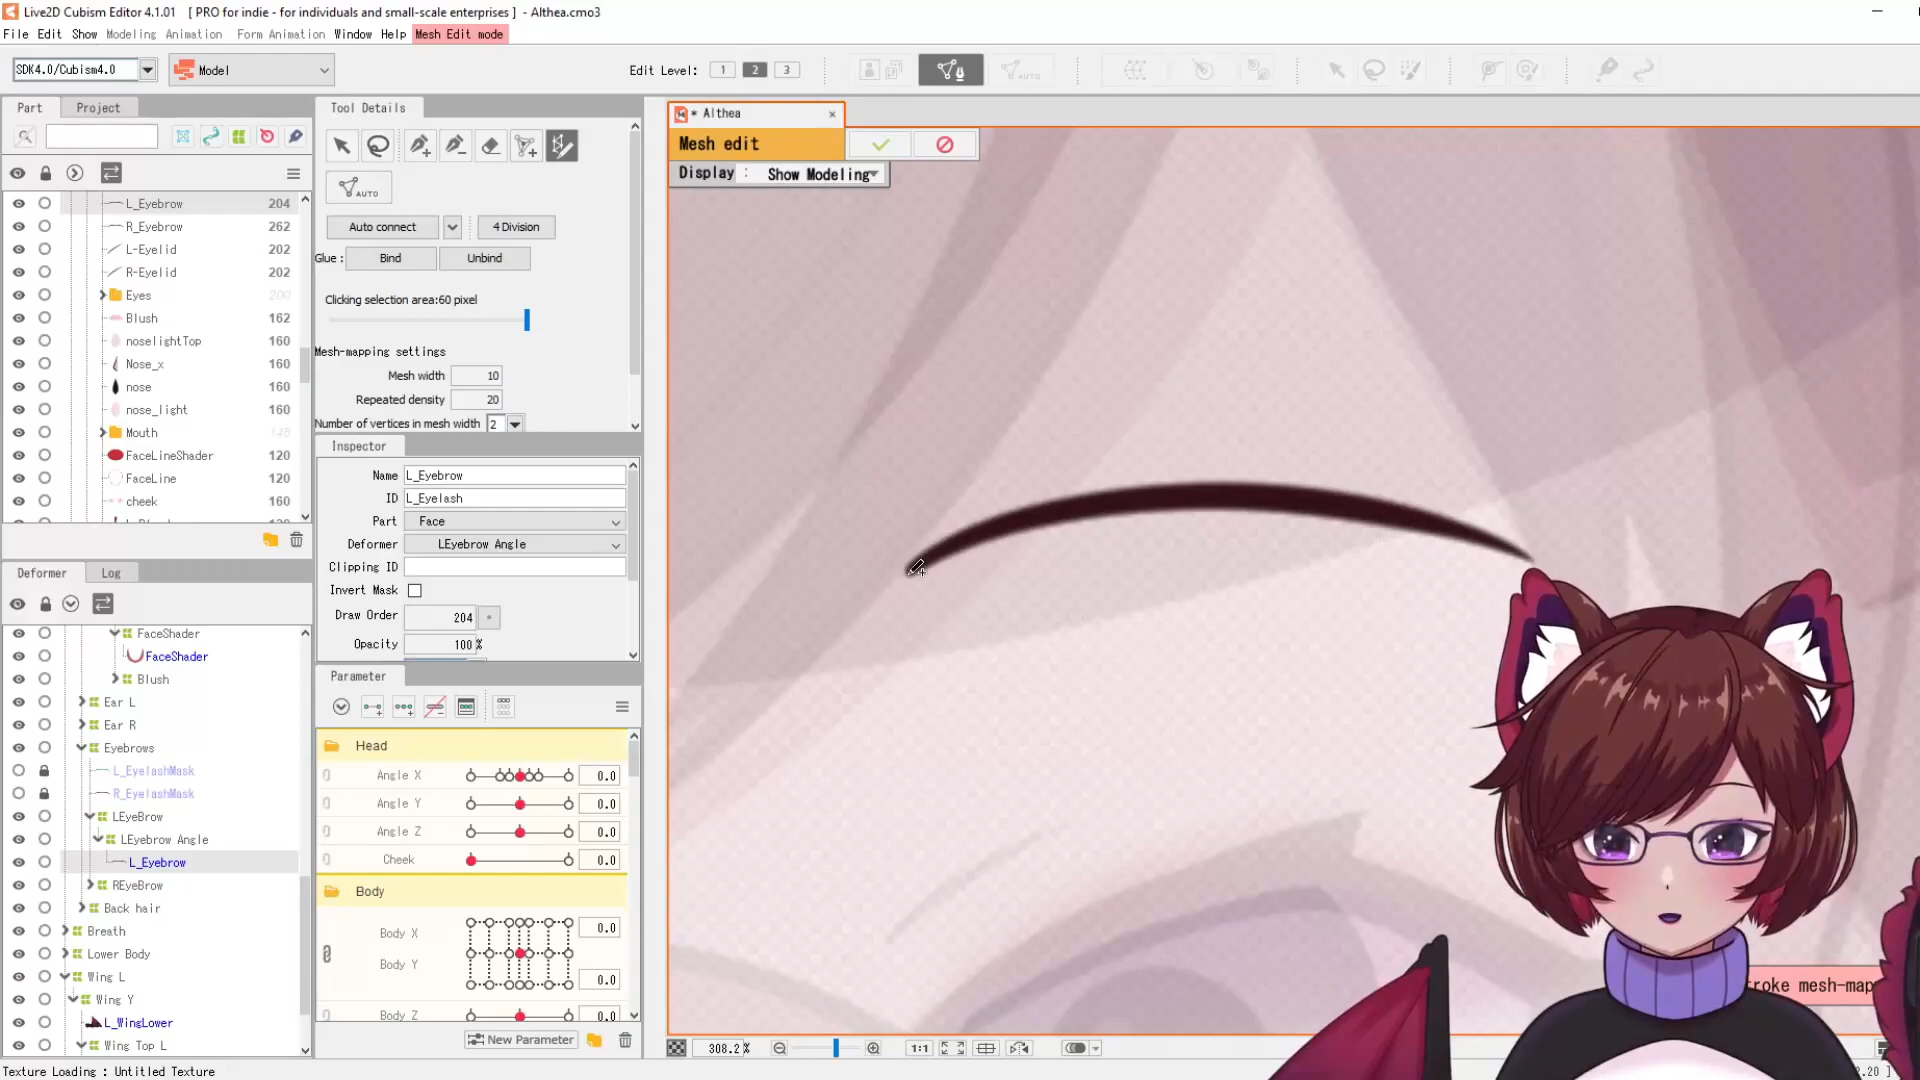 Live2D Cubism Editor 4.1.01 [ PRO for indie - for individuals and small-scale enterprises ] - Althea.cmo3
File Edit Show Modeling Animation Form Animation Window Help Mesh Edit mode
SDK4.0/Cubism4.0 Model Edit Level: 1 2 3 AUTO
Part Project
L_Eyebrow 204
R_Eyebrow 262
L-Eyelid 202
R-Eyelid 202
Eyes 200
Blush 162
noselightTop 160
Nose_x 160
nose 160
nose_light 160
Mouth 148
FaceLineShader 120
FaceLine 120
cheek 160
Deformer Log
FaceShader
FaceShader
Blush
Ear L
Ear R
Eyebrows
L_EyelashMask
R_EyelashMask
LEyeBrow
LEyebrow Angle
L_Eyebrow
REyeBrow
Back hair
Breath
Lower Body
Wing L
Wing Y
L_WingLower
Wing Top L
Texture Loading : Untitled Texture
Tool Details
AUTO
Auto connect 4 Division
Glue : Bind Unbind
Clicking selection area:60 pixel
Mesh-mapping settings
Mesh width 10
Repeated density 20
Number of vertices in mesh width 2
Inspector
Name L_Eyebrow
ID L_Eyelash
Part Face
Deformer LEyebrow Angle
Clipping ID
Invert Mask
Draw Order 204
Opacity 100 %
Parameter
Head
Angle X 0.0
Angle Y 0.0
Angle Z 0.0
Cheek 0.0
Body
Body X 0.0
Body Y 0.0
Body Z 0.0
New Parameter
* Althea
Mesh edit
Display : Show Modeling
roke mesh-map
308.2 % 1:1
2.20 ]